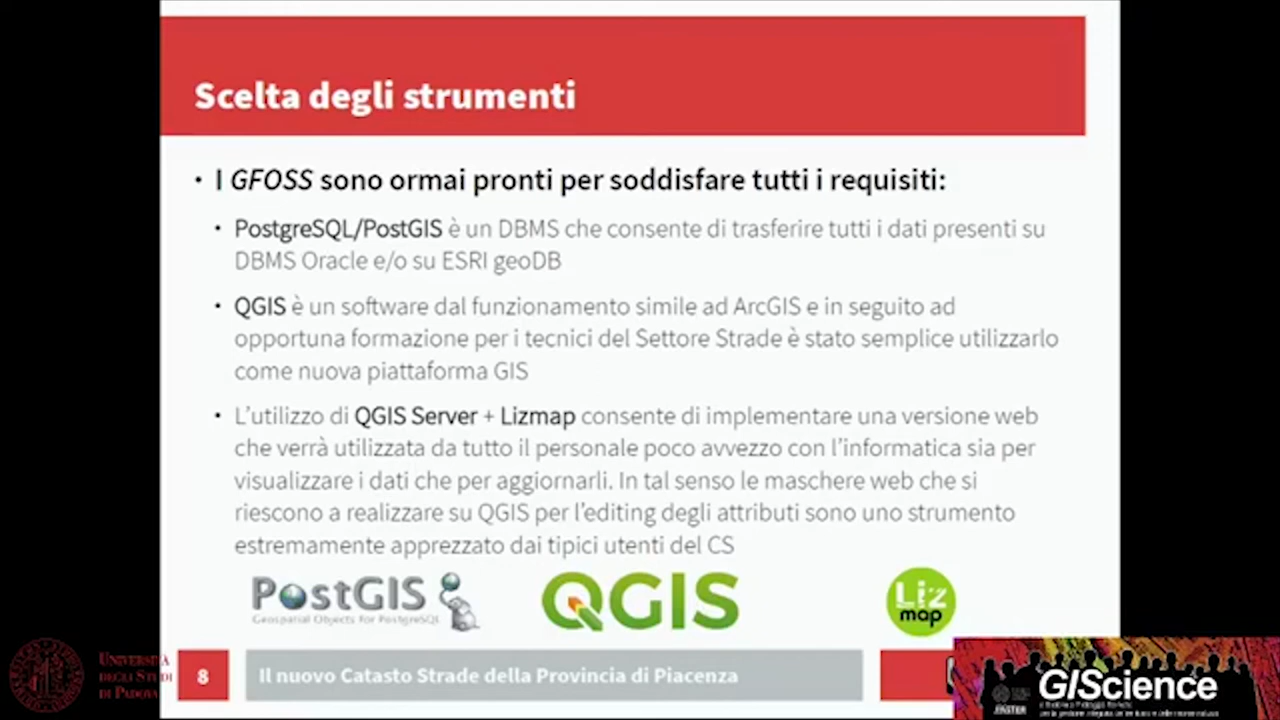 Scelta degli strumenti
• I GFOSS sono ormai pronti per soddisfare tutti i requisiti:
• PostgreSQL/PostGIS è un DBMS che consente di trasferire tutti i dati presenti su
DBMS Oracle e/o su ESRI geoDB
• QGIS è un software dal funzionamento simile ad ArcGIS e in seguito ad
opportuna formazione per i tecnici del Settore Strade è stato semplice utilizzarlo
come nuova piattaforma GIS
• L'utilizzo di QGIS Server + Lizmap consente di implementare una versione web
che verrà utilizzata da tutto il personale poco avvezzo con l'informatica sia per
visualizzare i dati che per aggiornarli. In tal senso le maschere web che si
riescono a realizzare su QGIS per l'editing degli attributi sono uno strumento
estremamente apprezzato dai tipici utenti del CS
PostGIS
Geospatial Objects For PostgreSQL
QGIS
Liz
map
Università
degli Studi
di Padova
8
Il nuovo Catasto Strade della Provincia di Piacenza
GIScience
MASTER